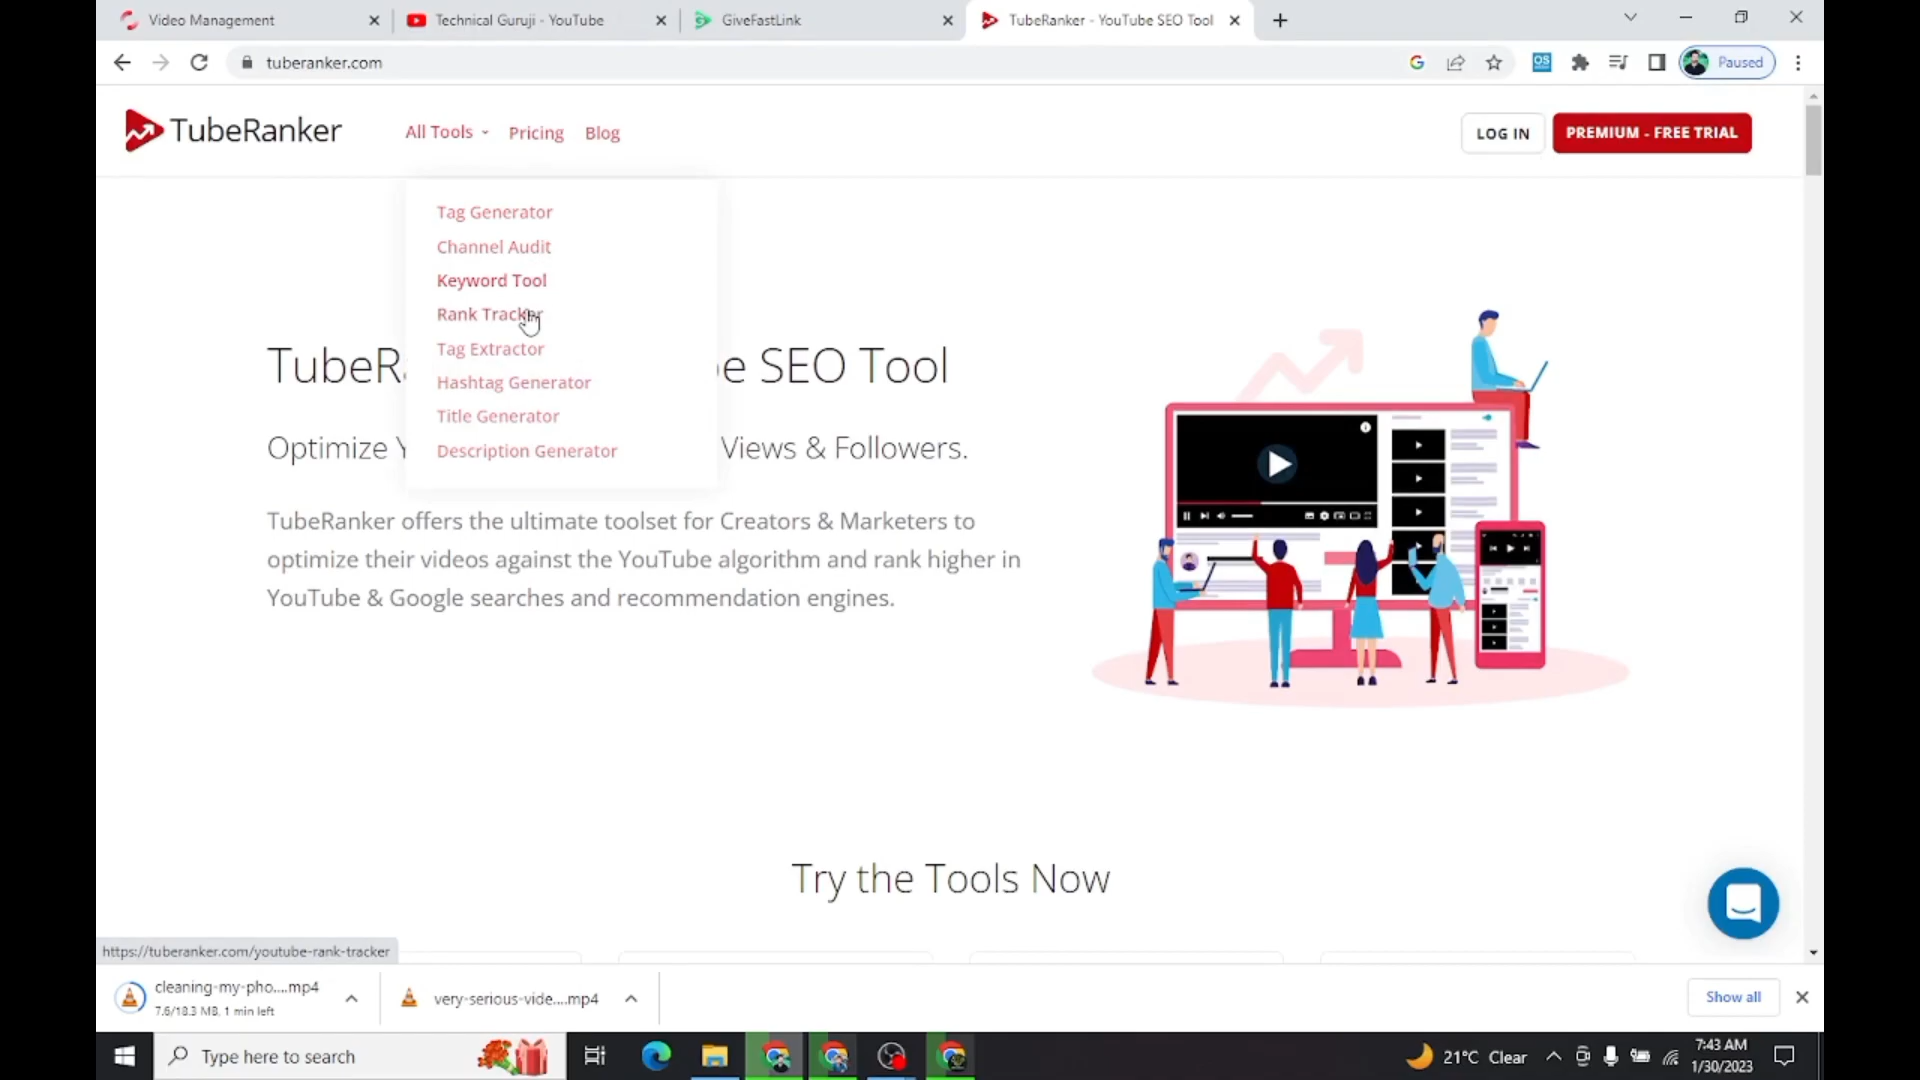 Video Management
Technical Guruji - YouTube
GiveFastLink
TubeRanker - YouTube SEO Tool
tuberanker.com
OS
Paused
TubeRanker
All Tools
Pricing
Blog
LOG IN
PREMIUM - FREE TRIAL
Tag Generator
Channel Audit
Keyword Tool
Rank Tracker
Tag Extractor
Hashtag Generator
Title Generator
Description Generator
TubeR e SEO Tool
Optimize Y Views & Followers.
TubeRanker offers the ultimate toolset for Creators & Marketers to
optimize their videos against the YouTube algorithm and rank higher in
YouTube & Google searches and recommendation engines.
Try the Tools Now
https://tuberanker.com/youtube-rank-tracker
cleaning-my-pho....mp4
7.6/18.3 MB, 1 min left
very-serious-vide....mp4
Show all
Type here to search
21°C Clear
7:43 AM
1/30/2023